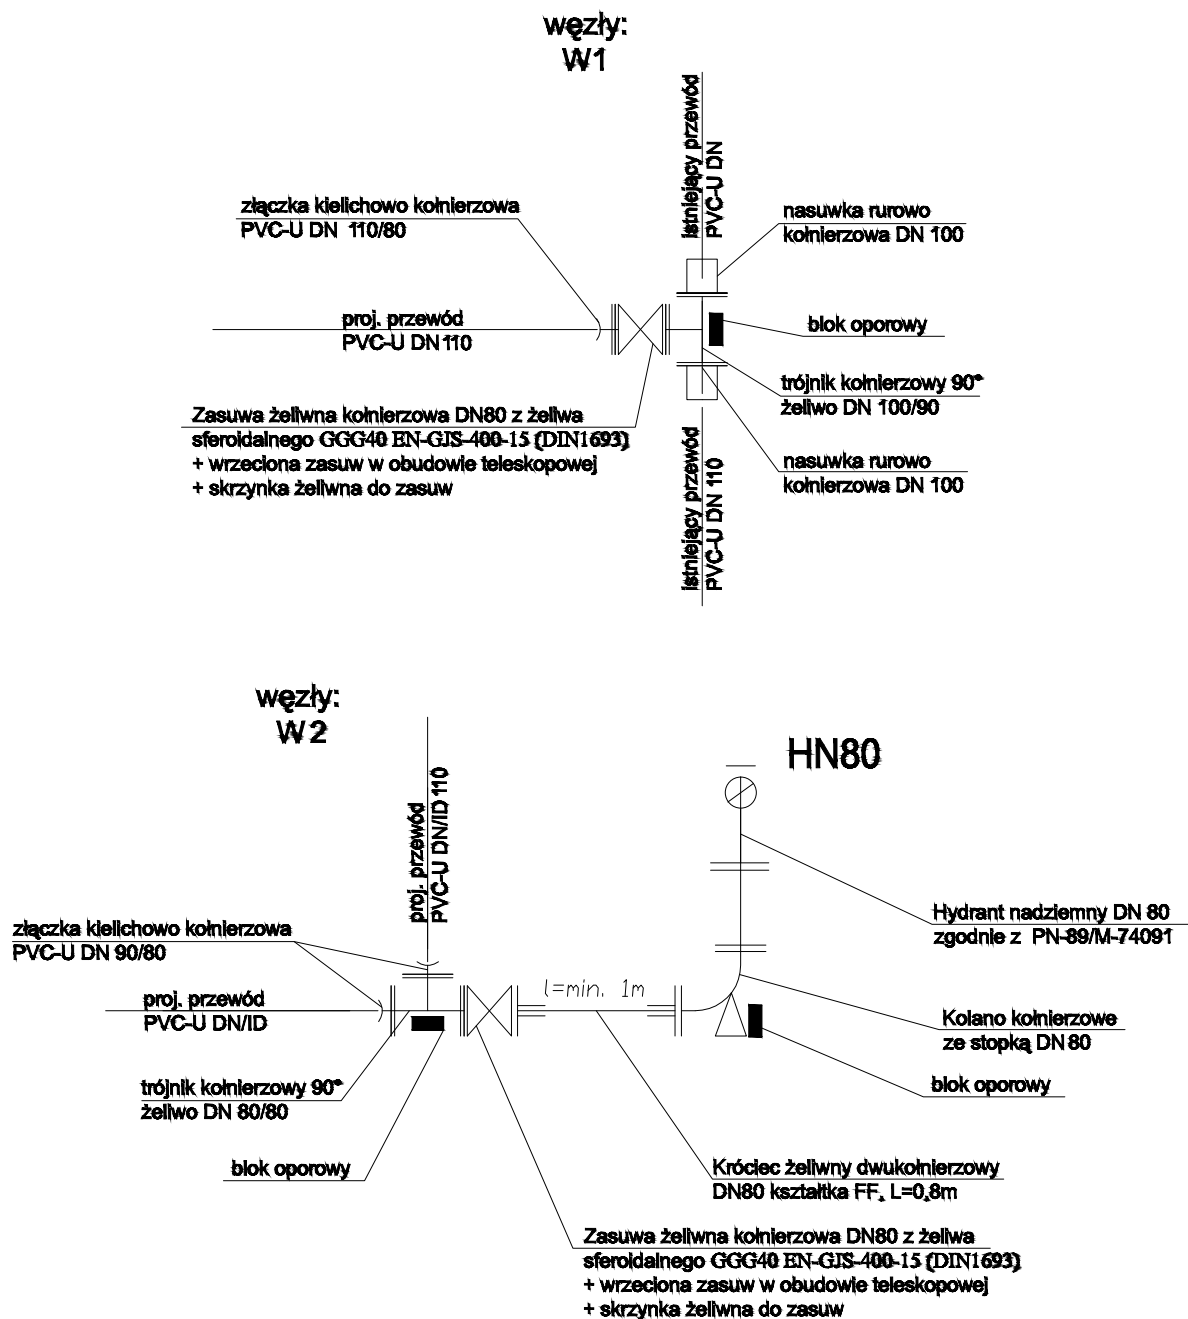 węzły:
W1
istniejący przewód
PVC-U DN
złączka kielichowo kołnierzowa
PVC-U DN 110/80
nasuwka rurowo
kołnierzowa DN 100
proj. przewód
PVC-U DN110
blok oporowy
trójnik kołnierzowy 90°
żeliwo DN 100/90
Zasuwa żeliwna kołnierzowa DN80 z żeliwa
sferoidalnego GGG40 EN-GJS-400-15 (DIN1693)
+ wrzeciona zasuw w obudowie teleskopowej
+ skrzynka żeliwna do zasuw
nasuwka rurowo
kołnierzowa DN 100
istniejący przewód
PVC-U DN 110
węzły:
W2
HN80
proj. przewód
PVC-U DN/ID 110
Hydrant nadziemny DN 80
zgodnie z PN-89/M-74091
złączka kielichowo kołnierzowa
PVC-U DN 90/80
l=min. 1m
proj. przewód
PVC-U DN/ID
Kolano kołnierzowe
ze stopką DN 80
trójnik kołnierzowy 90°
żeliwo DN 80/80
blok oporowy
blok oporowy
Króciec żeliwny dwukołnierzowy
DN80 kształtka FF, L=0,8m
Zasuwa żeliwna kołnierzowa DN80 z żeliwa
sferoidalnego GGG40 EN-GJS-400-15 (DIN1693)
+ wrzeciona zasuw w obudowie teleskopowej
+ skrzynka żeliwna do zasuw